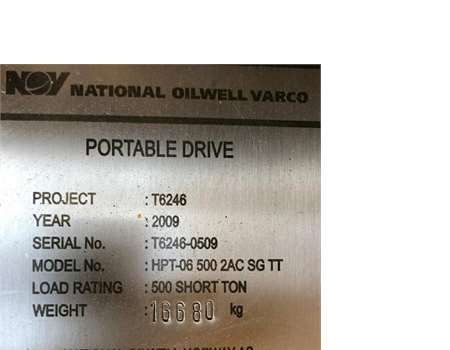 NOV NATIONAL OILWELL VARCO
PORTABLE DRIVE
PROJECT : T6246
YEAR : 2009
SERIAL No. : T6246-0509
MODEL No. : HPT-06 500 2AC SG TT
LOAD RATING : 500 SHORT TON
WEIGHT : 16680 kg